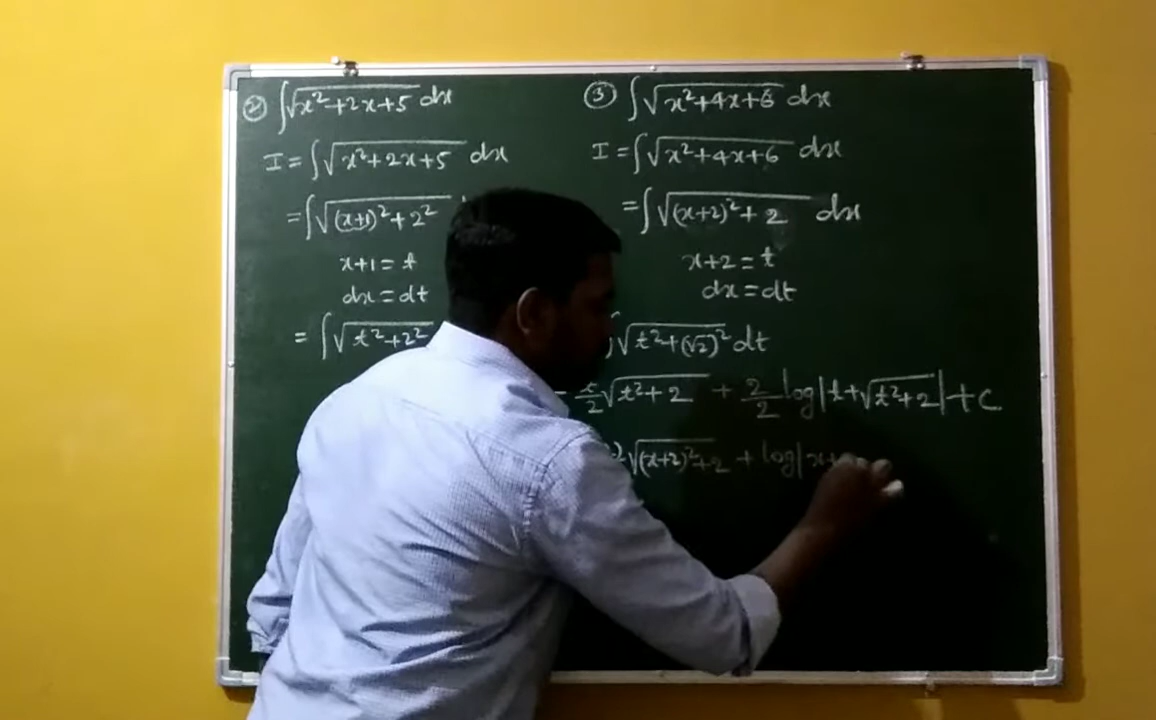 ② ∫√x²+2x+5 dx
I = ∫√x²+2x+5 dx
= ∫√(x+1)²+2²
x+1 = t
dx = dt
= ∫√t²+2²
③ ∫√x²+4x+6 dx
I = ∫√x²+4x+6 dx
= ∫√(x+2)²+2 dx
x+2 = t
dx = dt
∫√t²+(√2)² dt
= t/2 √t²+2 + 2/2 log|t+√t²+2|+c
√(x+2)²+2 + log|x+